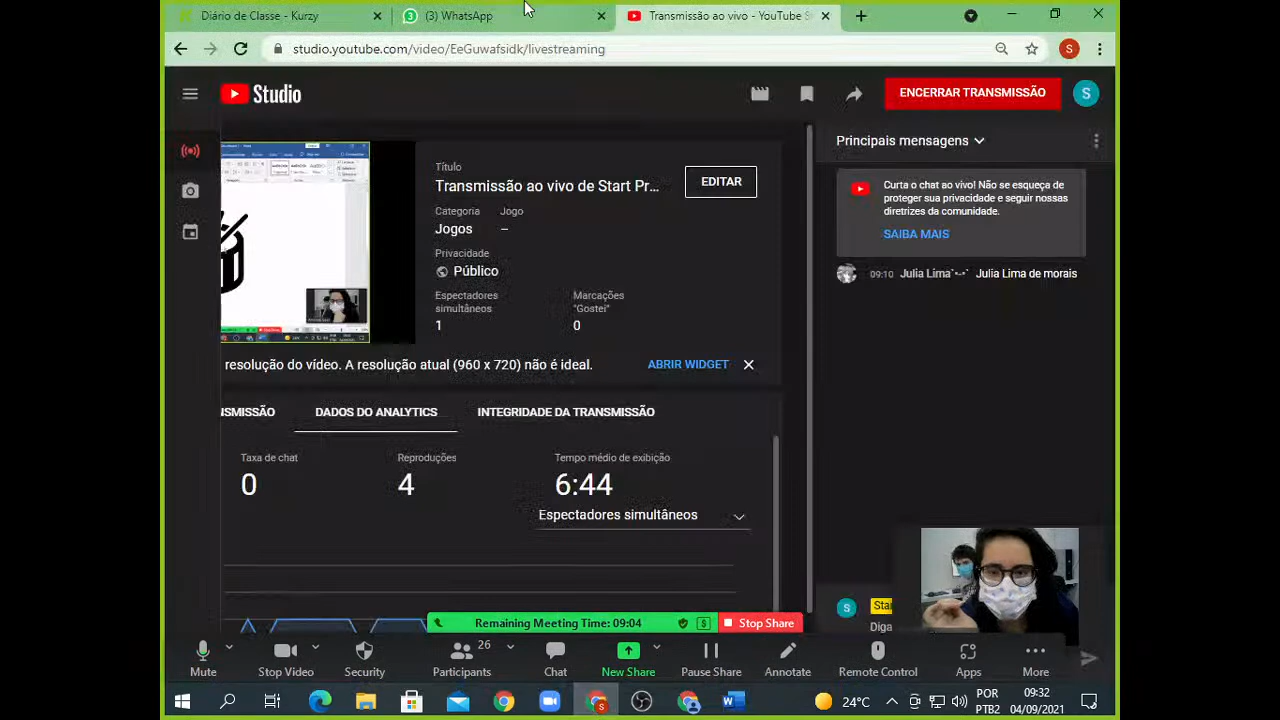 Diário de Classe - Kurzy
(3) WhatsApp
Transmissão ao vivo - YouTube S
studio.youtube.com/video/EeGuwafsidk/livestreaming
S
Studio
ENCERRAR TRANSMISSÃO
S
Título
Transmissão ao vivo de Start Pr...
EDITAR
Categoria
Jogo
Jogos
–
Privacidade
Público
Espectadores
simultâneos
Marcações
"Gostei"
1
0
resolução do vídeo. A resolução atual (960 x 720) não é ideal.
ABRIR WIDGET
SMISSÃO
DADOS DO ANALYTICS
INTEGRIDADE DA TRANSMISSÃO
Taxa de chat
Reproduções
Tempo médio de exibição
0
4
6:44
Espectadores simultâneos
Principais mensagens
Curta o chat ao vivo! Não se esqueça de
proteger sua privacidade e seguir nossas
diretrizes da comunidade.
SAIBA MAIS
09:10 Julia Lima`•-•` Julia Lima de morais
S
Star
Diga
Remaining Meeting Time: 09:04
Stop Share
Mute
Stop Video
Security
Participants
26
Chat
New Share
Pause Share
Annotate
Remote Control
Apps
More
24°C
POR
PTB2
09:32
04/09/2021